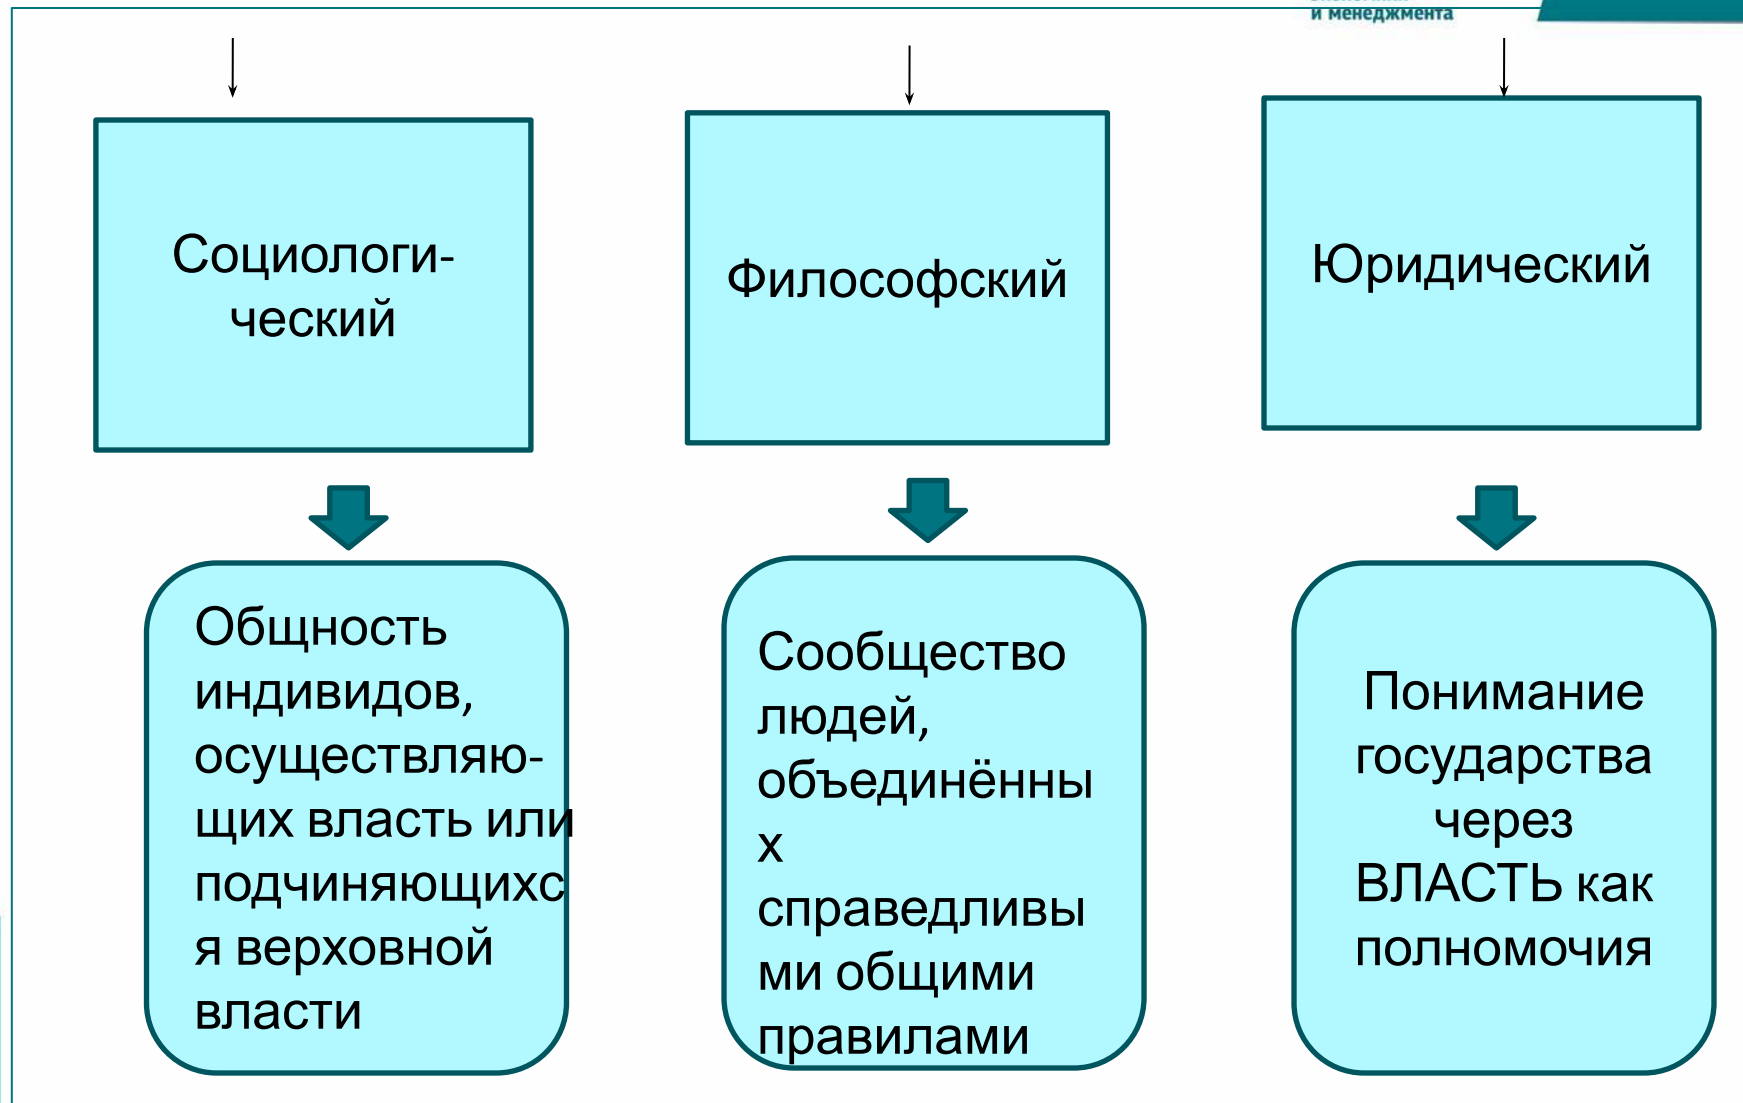 и менеджмента
Социологи-
ческий
Философский
Юридический
Общность
индивидов,
осуществляю-
щих власть или
подчиняющихс
я верховной
власти
Сообщество
людей,
объединённы
х
справедливы
ми общими
правилами
Понимание
государства
через
ВЛАСТЬ как
полномочия